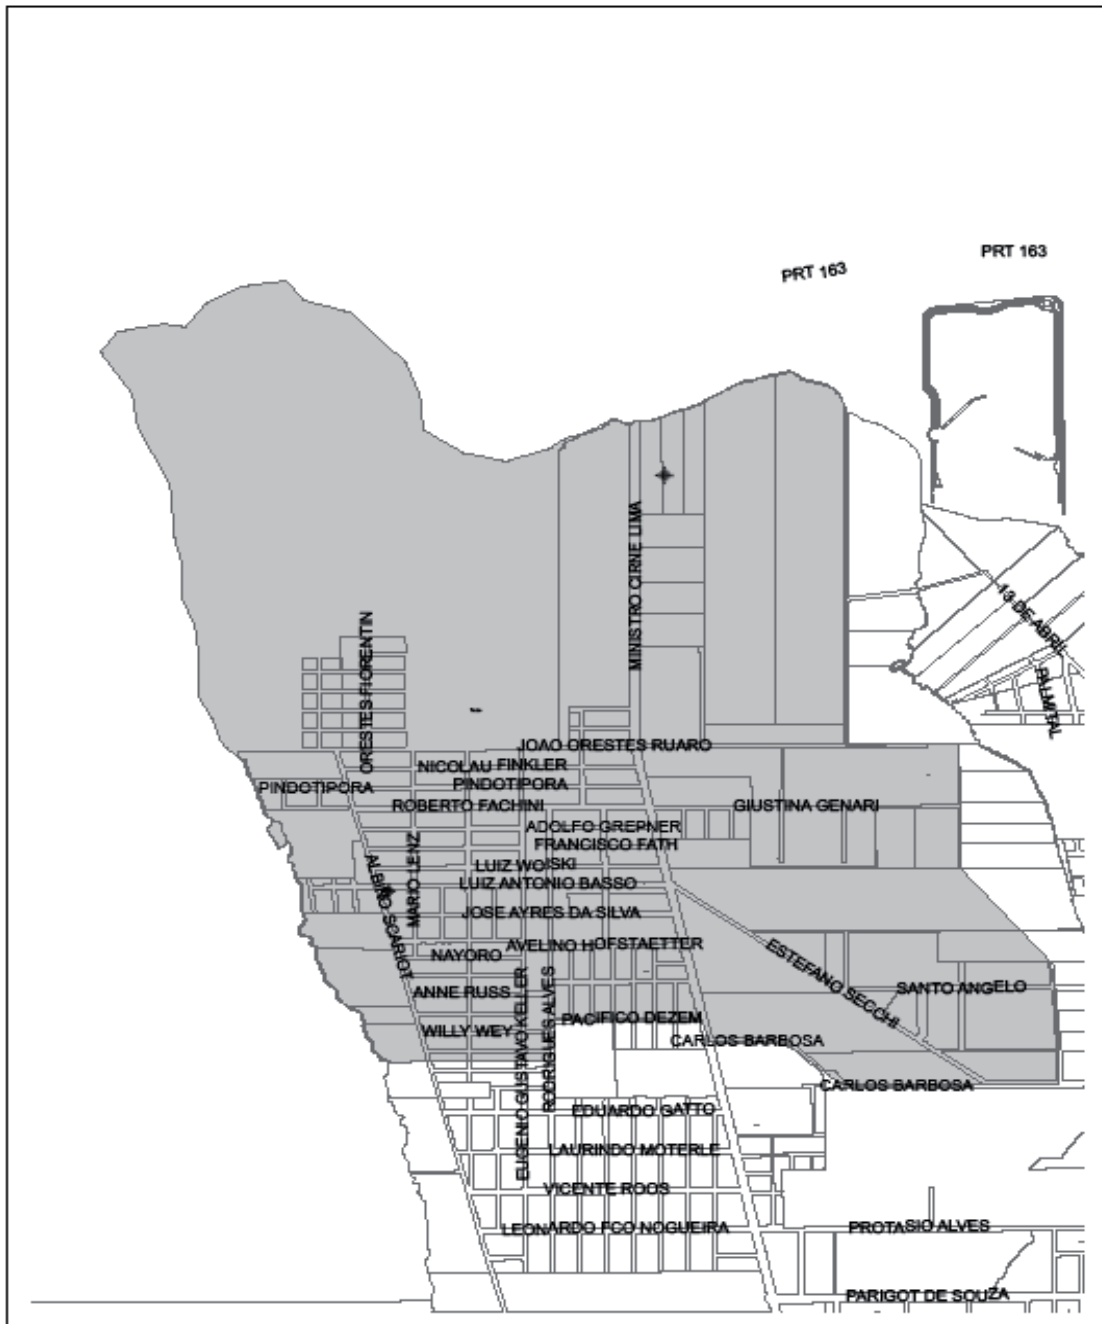 PRT 163
PRT 163
MINISTRO CIRNE LIMA
13 DE ABRIL
ORESTES FIORENTIN
PALMITAL
JOAO ORESTES RUARO
NICOLAU FINKLER
PINDOTIPORA
PINDOTIPORA
ROBERTO FACHINI
GIUSTINA GENARI
ADOLFO GREPNER
FRANCISCO FATH
MARIO LENZ
LUIZ WOISKI
LUIZ ANTONIO BASSO
ALBINO SCARIOT
JOSE AYRES DA SILVA
AVELINO HOFSTAETTER
NAYORO
ESTEFANO SECCHI
SANTO ANGELO
ANNE RUSS
EUGENIO GUSTAVO KELLER
RODRIGUES ALVES
PACIFICO DEZEM
WILLY WEY
CARLOS BARBOSA
CARLOS BARBOSA
EDUARDO GATTO
LAURINDO MOTERLE
VICENTE ROOS
LEONARDO FCO NOGUEIRA
PROTASIO ALVES
PARIGOT DE SOUZA